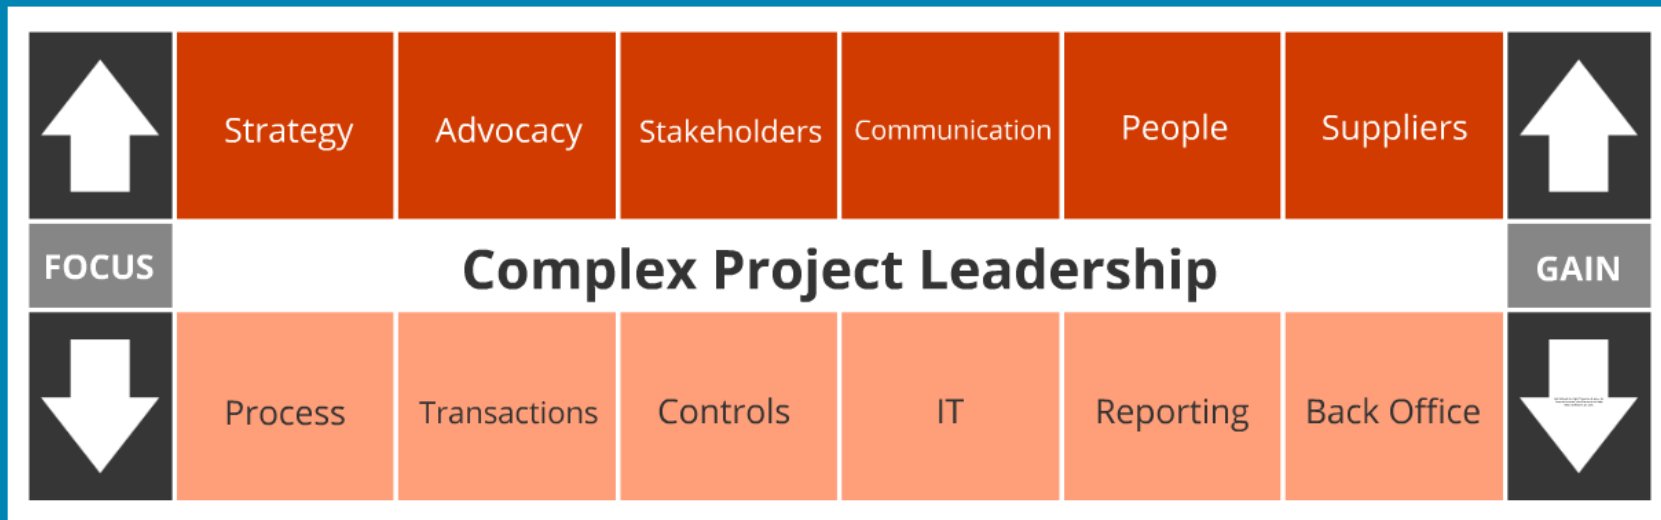 Strategy
Advocacy
Stakeholders
Communication
People
Suppliers
FOCUS
Complex Project Leadership
GAIN
Process
Transactions
Controls
IT
Reporting
Back Office